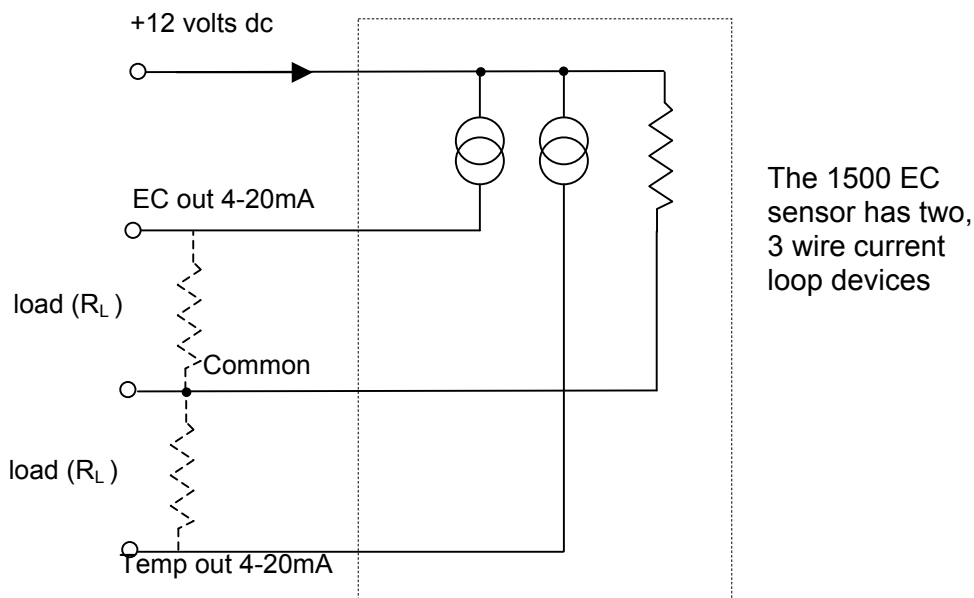 +12 volts dc
EC out 4-20mA
The 1500 EC
sensor has two,
3 wire current
loop devices
load (RL )
Common
load (RL )
Temp out 4-20mA